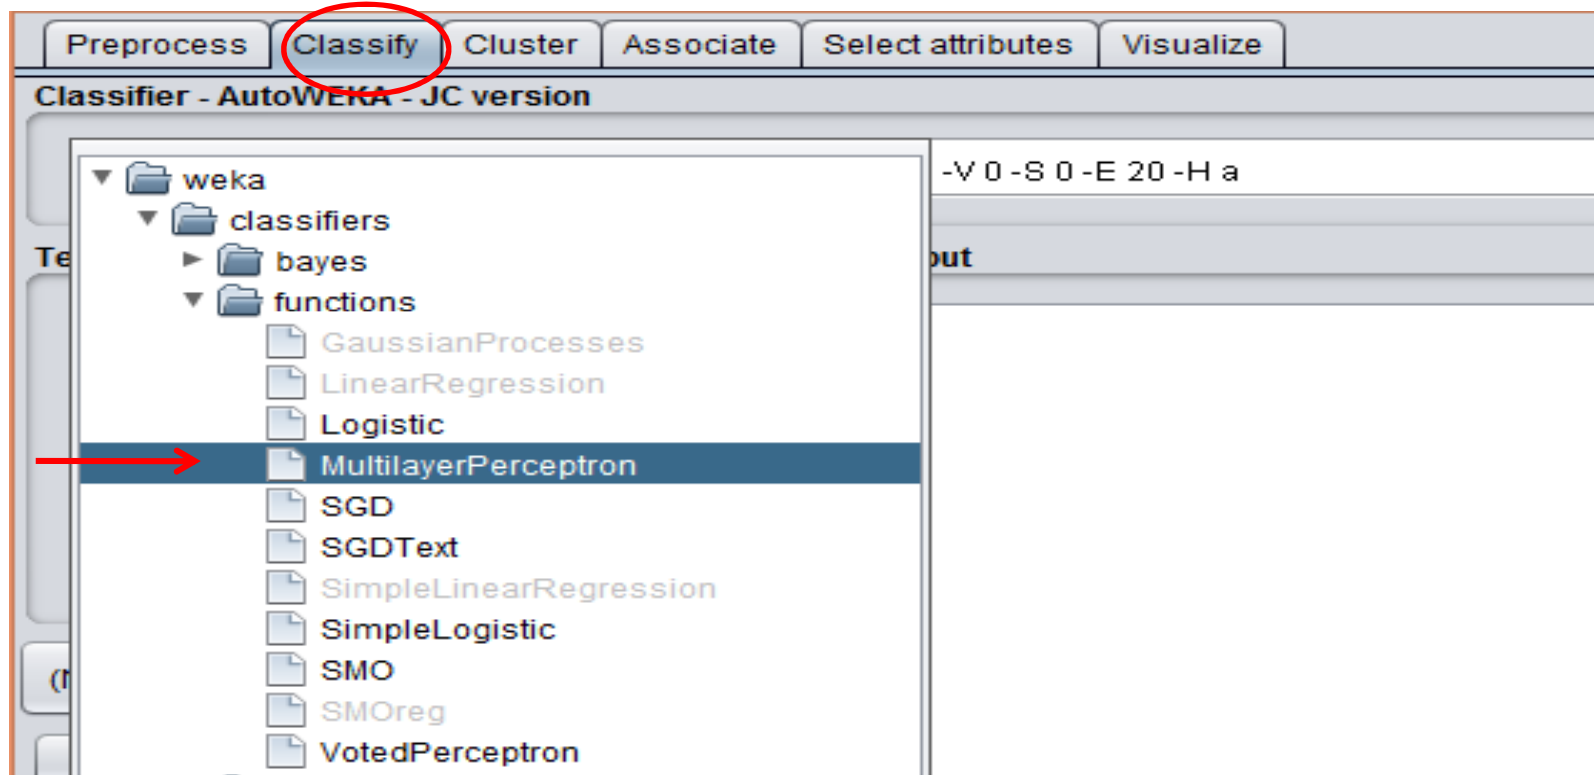 Preprocess Classify Cluster Associate Select attributes Visualize
Classifier - AutoWEKA - JC version
weka
-V 0 -S 0 -E 20 -H a
classifiers
bayes
functions
GaussianProcesses
LinearRegression
Logistic
MultilayerPerceptron
SGD
SGDText
SimpleLinearRegression
SimpleLogistic
SMO
SMOreg
VotedPerceptron